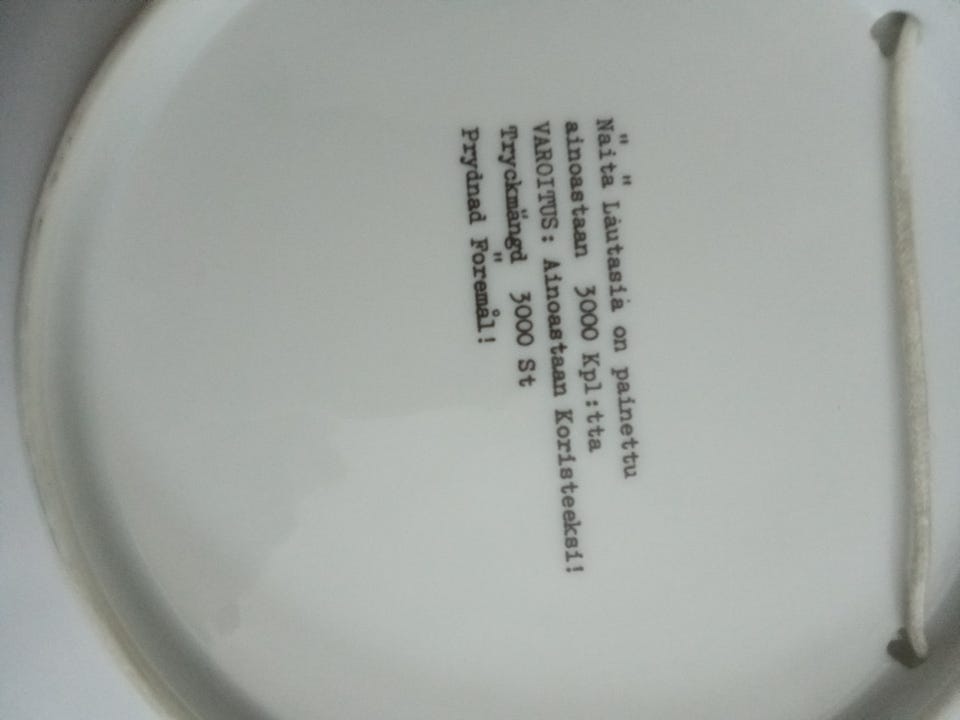 Näitä Lautasia on painettu
ainoastaan 3000 Kpl:tta
VAROITUS: Ainoastaan Koristeeksi!
Tryckmängd 3000 St
Prydnad Föremål!